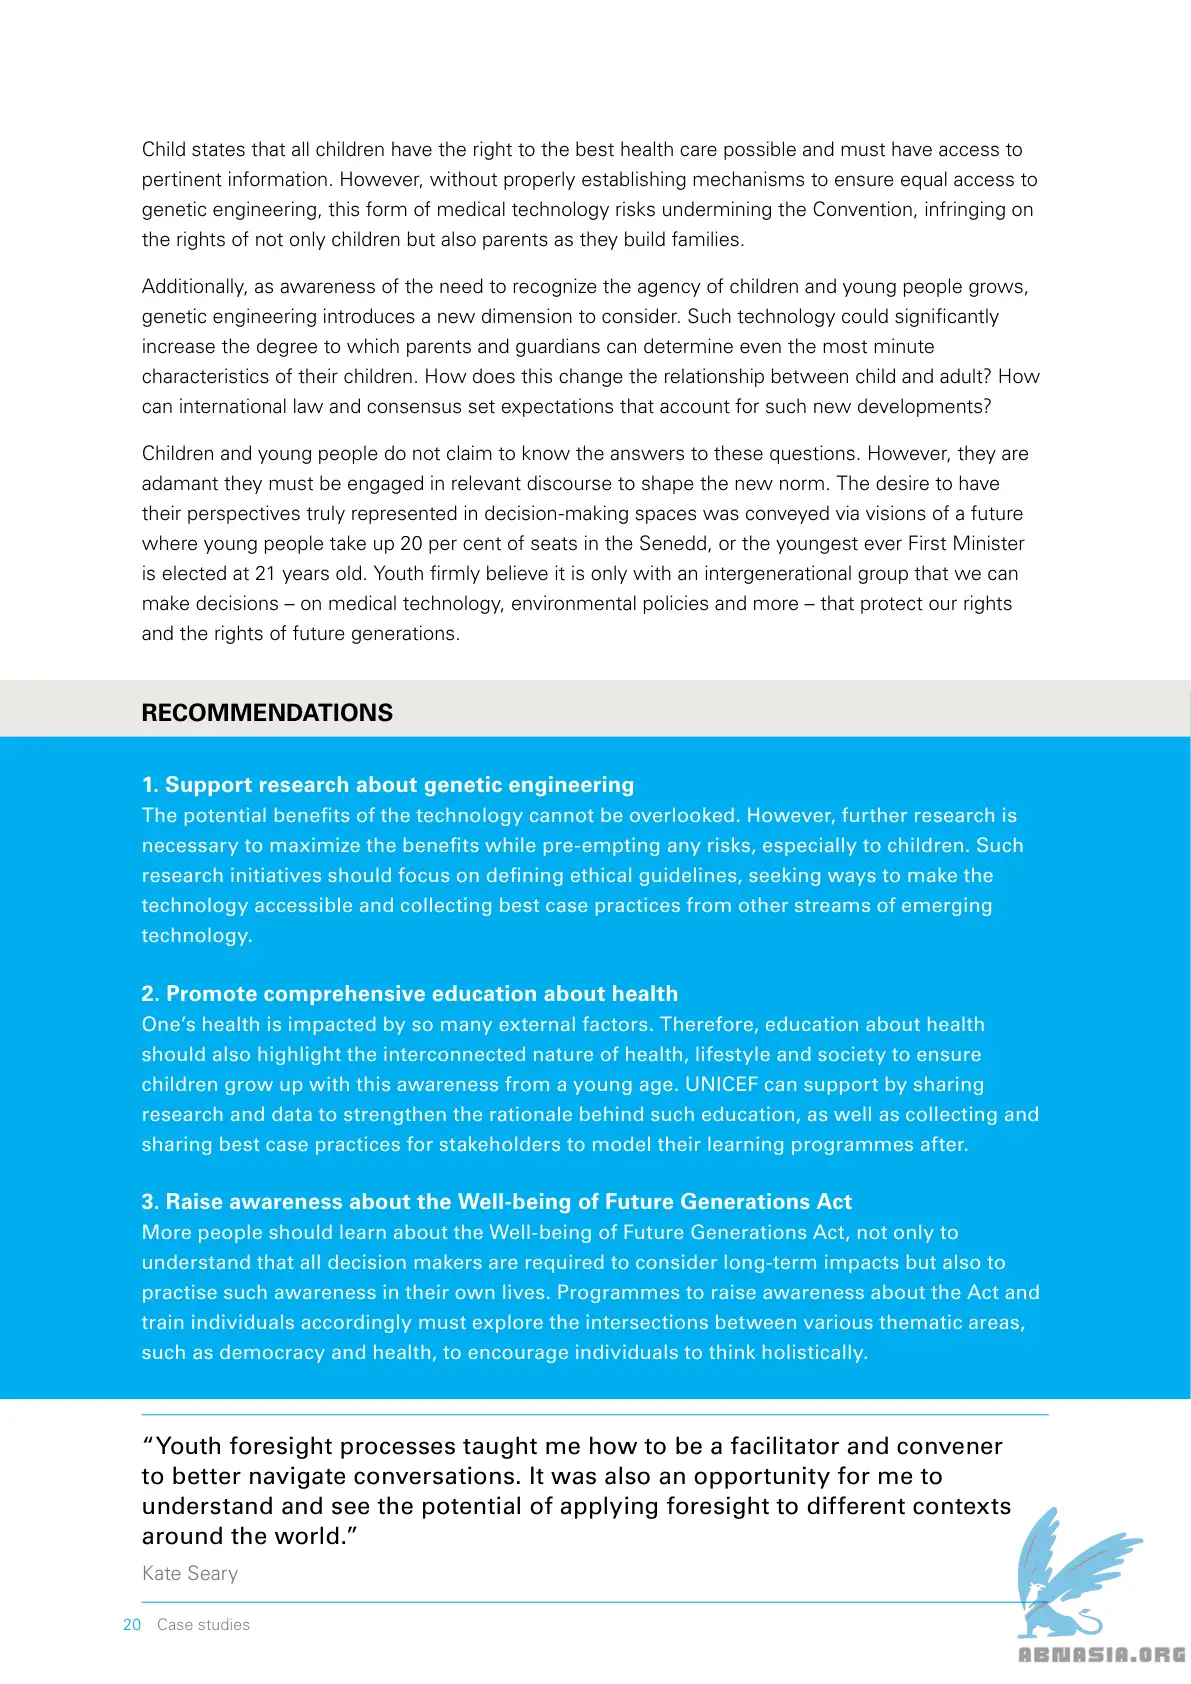 Child states that all children have the right to the best health care possible and must have access to
pertinent information. However, without properly establishing mechanisms to ensure equal access to
genetic engineering, this form of medical technology risks undermining the Convention, infringing on
the rights of not only children but also parents as they build families.
Additionally, as awareness of the need to recognize the agency of children and young people grows,
genetic engineering introduces a new dimension to consider. Such technology could significantly
increase the degree to which parents and guardians can determine even the most minute
characteristics of their children. How does this change the relationship between child and adult? How
can international law and consensus set expectations that account for such new developments?
Children and young people do not claim to know the answers to these questions. However, they are
adamant they must be engaged in relevant discourse to shape the new norm. The desire to have
their perspectives truly represented in decision-making spaces was conveyed via visions of a future
where young people take up 20 per cent of seats in the Senedd, or the youngest ever First Minister
is elected at 21 years old. Youth firmly believe it is only with an intergenerational group that we can
make decisions – on medical technology, environmental policies and more – that protect our rights
and the rights of future generations.
RECOMMENDATIONS
1. Support research about genetic engineering
The potential benefits of the technology cannot be overlooked. However, further research is
necessary to maximize the benefits while pre-empting any risks, especially to children. Such
research initiatives should focus on defining ethical guidelines, seeking ways to make the
technology accessible and collecting best case practices from other streams of emerging
technology.
2. Promote comprehensive education about health
One’s health is impacted by so many external factors. Therefore, education about health
should also highlight the interconnected nature of health, lifestyle and society to ensure
children grow up with this awareness from a young age. UNICEF can support by sharing
research and data to strengthen the rationale behind such education, as well as collecting and
sharing best case practices for stakeholders to model their learning programmes after.
3. Raise awareness about the Well-being of Future Generations Act
More people should learn about the Well-being of Future Generations Act, not only to
understand that all decision makers are required to consider long-term impacts but also to
practise such awareness in their own lives. Programmes to raise awareness about the Act and
train individuals accordingly must explore the intersections between various thematic areas,
such as democracy and health, to encourage individuals to think holistically.
“Youth foresight processes taught me how to be a facilitator and convener
to better navigate conversations. It was also an opportunity for me to
understand and see the potential of applying foresight to different contexts
around the world.”
Kate Seary
20 Case studies
ABNASIA.ORG